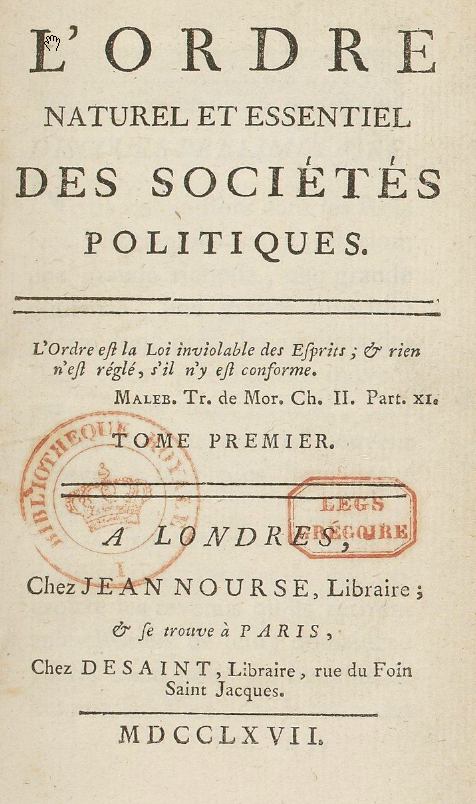 L'ORDRE
NATUREL ET ESSENTIEL
DES SOCIÉTÉS
POLITIQUES.
L'Ordre eſt la Loi inviolable des Eſprits ; & rien
n'eſt réglé, s'il n'y eſt conforme.
MALEB. Tr. de Mor. Ch. II. Part. XI.
TOME PREMIER.
BIBLIOTHEQUE ROYALE
I
LEGS
GRÉGOIRE
A LONDRES,
Chez JEAN NOURSE, Libraire ;
& ſe trouve à PARIS,
Chez DESAINT, Libraire, rue du Foin
Saint Jacques.
MDCCLXVII.